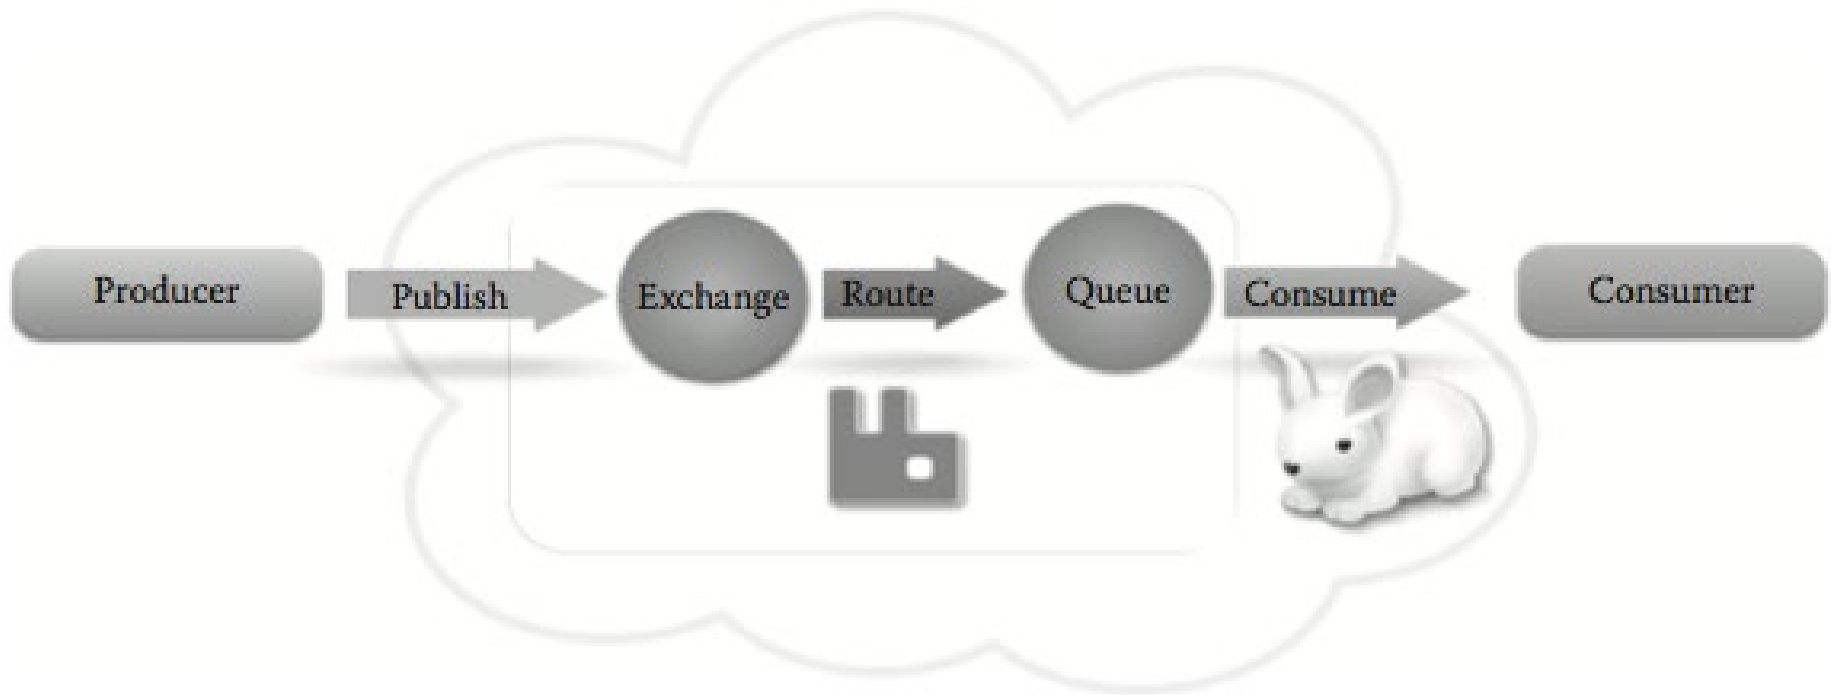 Producer
Publish
Exchange
Route
Queue
Consume
Consumer